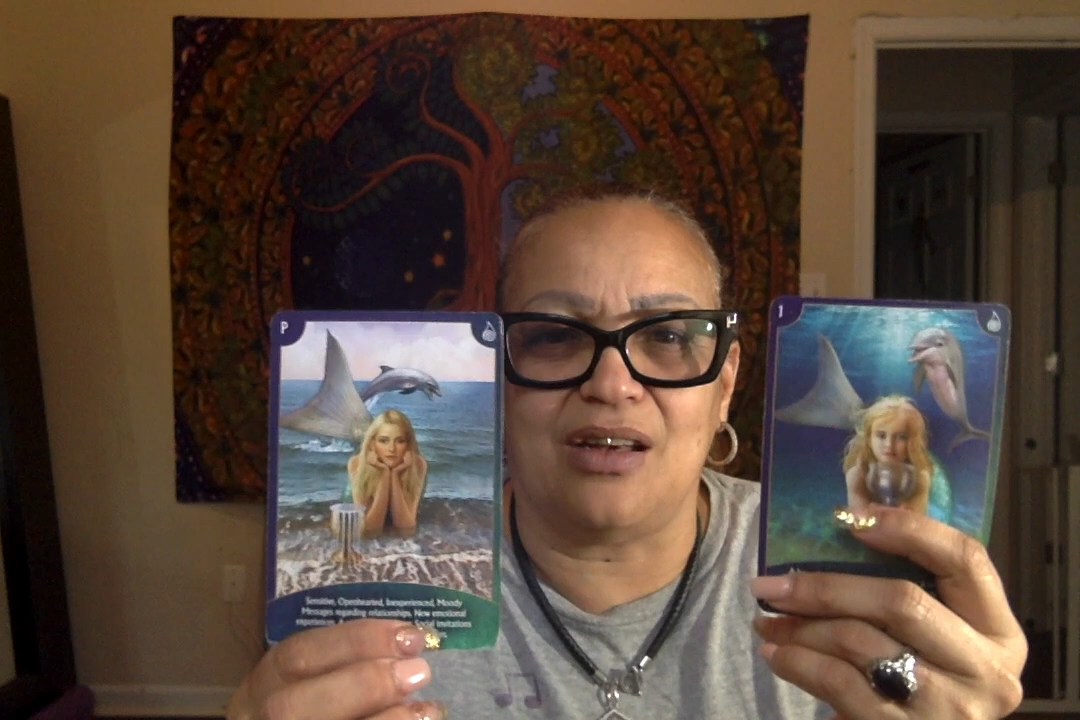 P
1
Sensitive, Openhearted, Inexperienced, Moody
Messages regarding relationships. New emotional
experiences. Social invitations